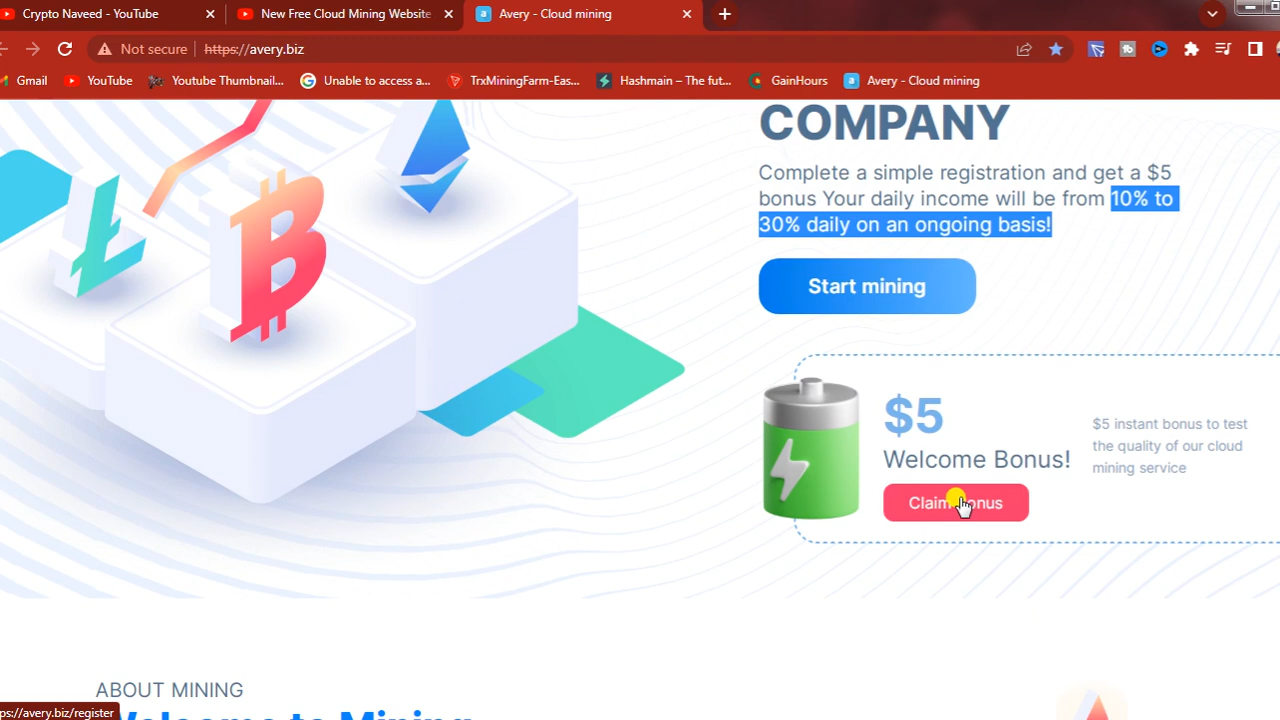 Crypto Naveed - YouTube
New Free Cloud Mining Website
Avery - Cloud mining
Not secure
https://avery.biz
Gmail
YouTube
Youtube Thumbnail...
Unable to access a...
TrxMiningFarm-Eas...
Hashmain – The fut...
GainHours
Avery - Cloud mining
COMPANY
Complete a simple registration and get a $5
bonus Your daily income will be from 10% to
30% daily on an ongoing basis!
Start mining
$5
Welcome Bonus!
Claim Bonus
$5 instant bonus to test
the quality of our cloud
mining service
ABOUT MINING
Welcome to Mining
ps://avery.biz/register